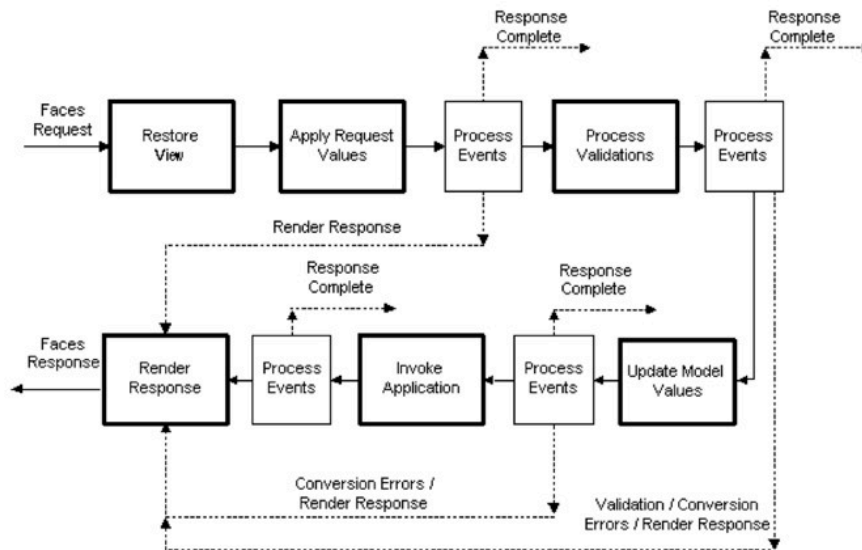 Response
Complete
Response
Complete
Faces
Request
Restore
View
Apply Request
Values
Process
Events
Process
Validations
Process
Events
Render Response
Response
Complete
Response
Complete
Faces
Response
Render
Response
Process
Events
Invoke
Application
Process
Events
Update Model
Values
Conversion Errors /
Render Response
Validation / Conversion
Errors / Render Response